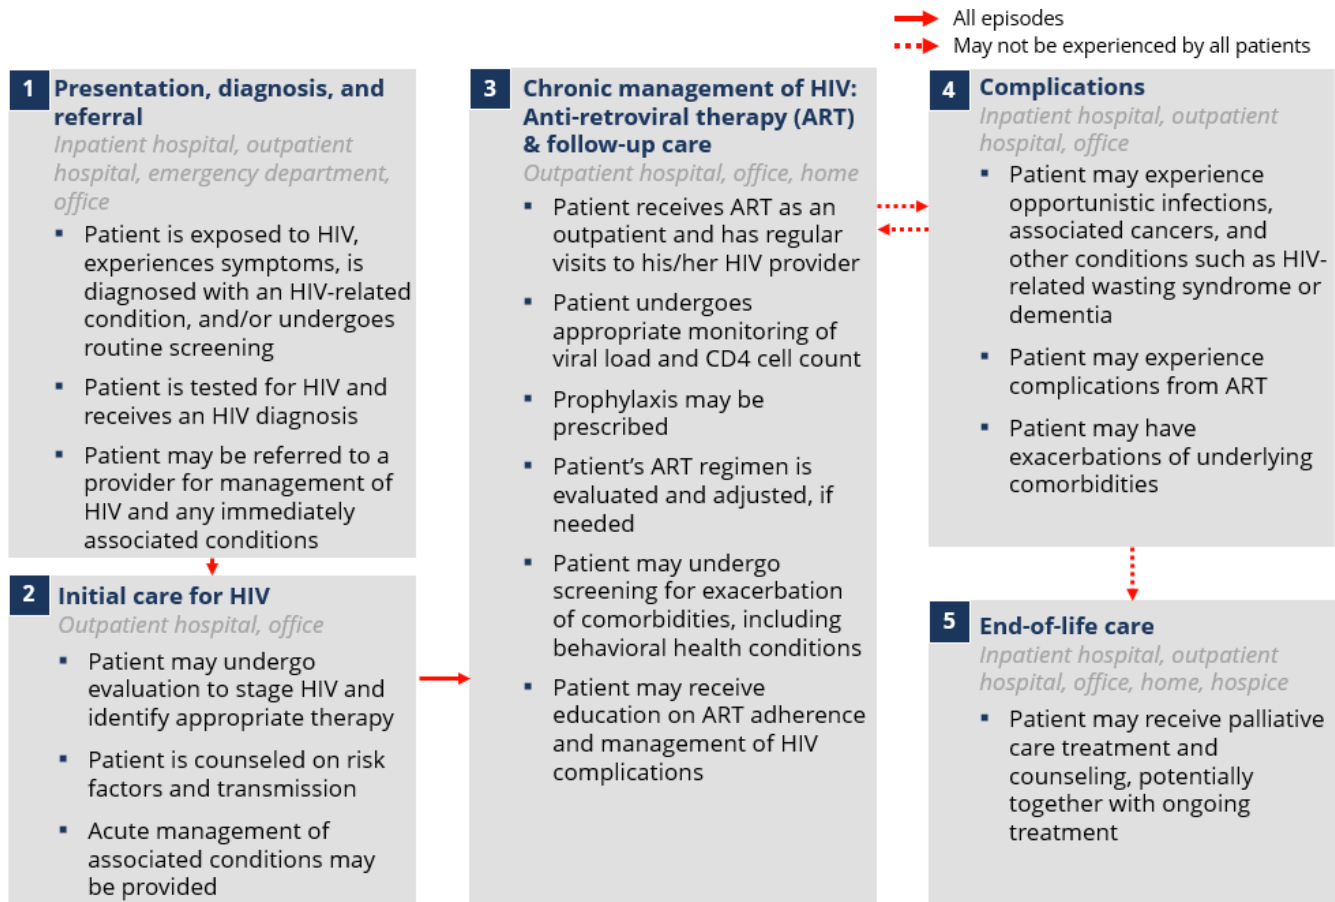 All episodes
May not be experienced by all patients
1
Presentation, diagnosis, and
referral
Inpatient hospital, outpatient
hospital, emergency department,
office
▪ Patient is exposed to HIV,
experiences symptoms, is
diagnosed with an HIV-related
condition, and/or undergoes
routine screening
▪ Patient is tested for HIV and
receives an HIV diagnosis
▪ Patient may be referred to a
provider for management of
HIV and any immediately
associated conditions
2
Initial care for HIV
Outpatient hospital, office
▪ Patient may undergo
evaluation to stage HIV and
identify appropriate therapy
▪ Patient is counseled on risk
factors and transmission
▪ Acute management of
associated conditions may
be provided
3
Chronic management of HIV:
Anti-retroviral therapy (ART)
& follow-up care
Outpatient hospital, office, home
▪ Patient receives ART as an
outpatient and has regular
visits to his/her HIV provider
▪ Patient undergoes
appropriate monitoring of
viral load and CD4 cell count
▪ Prophylaxis may be
prescribed
▪ Patient’s ART regimen is
evaluated and adjusted, if
needed
▪ Patient may undergo
screening for exacerbation
of comorbidities, including
behavioral health conditions
▪ Patient may receive
education on ART adherence
and management of HIV
complications
4
Complications
Inpatient hospital, outpatient
hospital, office
▪ Patient may experience
opportunistic infections,
associated cancers, and
other conditions such as HIV-
related wasting syndrome or
dementia
▪ Patient may experience
complications from ART
▪ Patient may have
exacerbations of underlying
comorbidities
5
End-of-life care
Inpatient hospital, outpatient
hospital, office, home, hospice
▪ Patient may receive palliative
care treatment and
counseling, potentially
together with ongoing
treatment